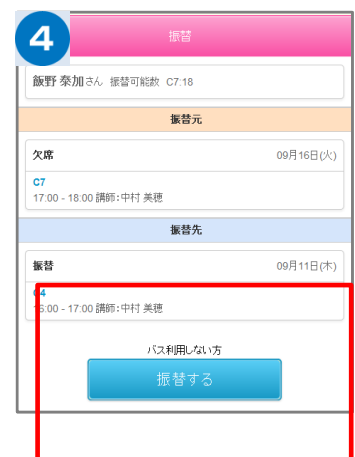 4
振替
飯野 泰加さん 振替可能数 C7:18
振替元
欠席 09月16日(火)
C7
17:00 - 18:00 講師:中村 美穂
振替先
振替 09月11日(木)
C4
16:00 - 17:00 講師:中村 美穂
バス利用しない方
振替する